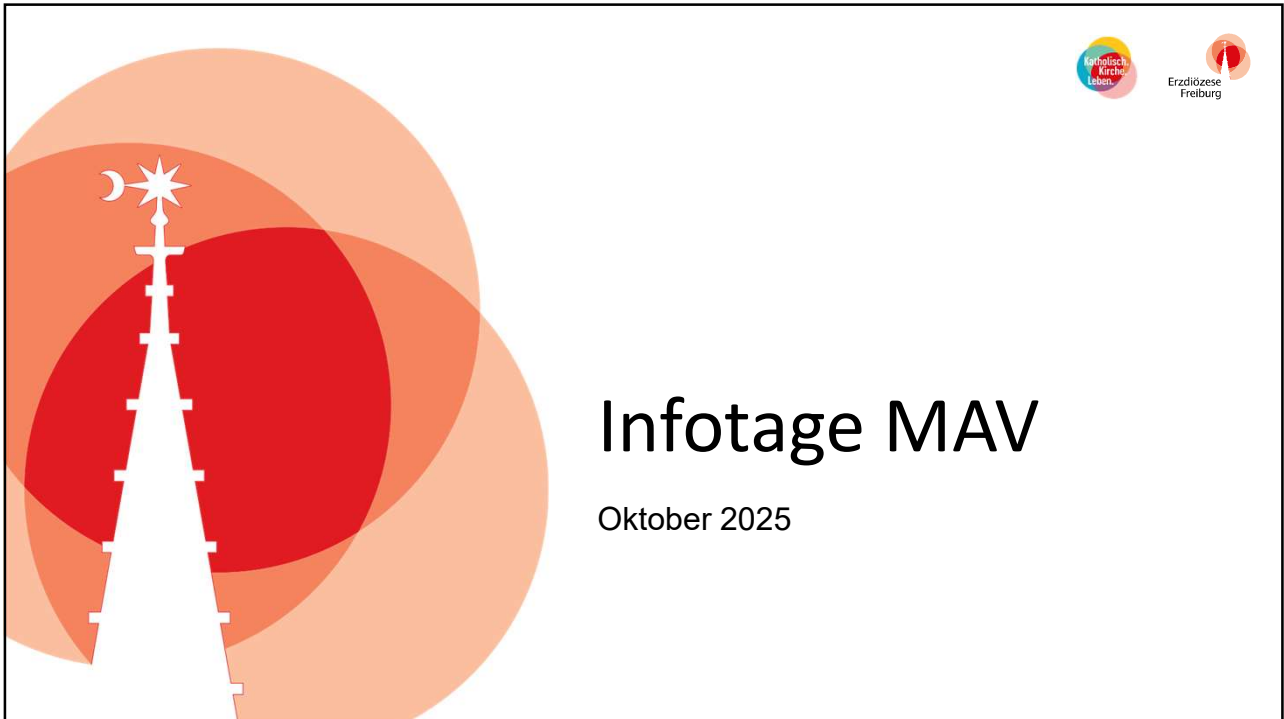 Katholisch.
Kirche.
Leben.
Erzdiözese
Freiburg
Infotage MAV
Oktober 2025